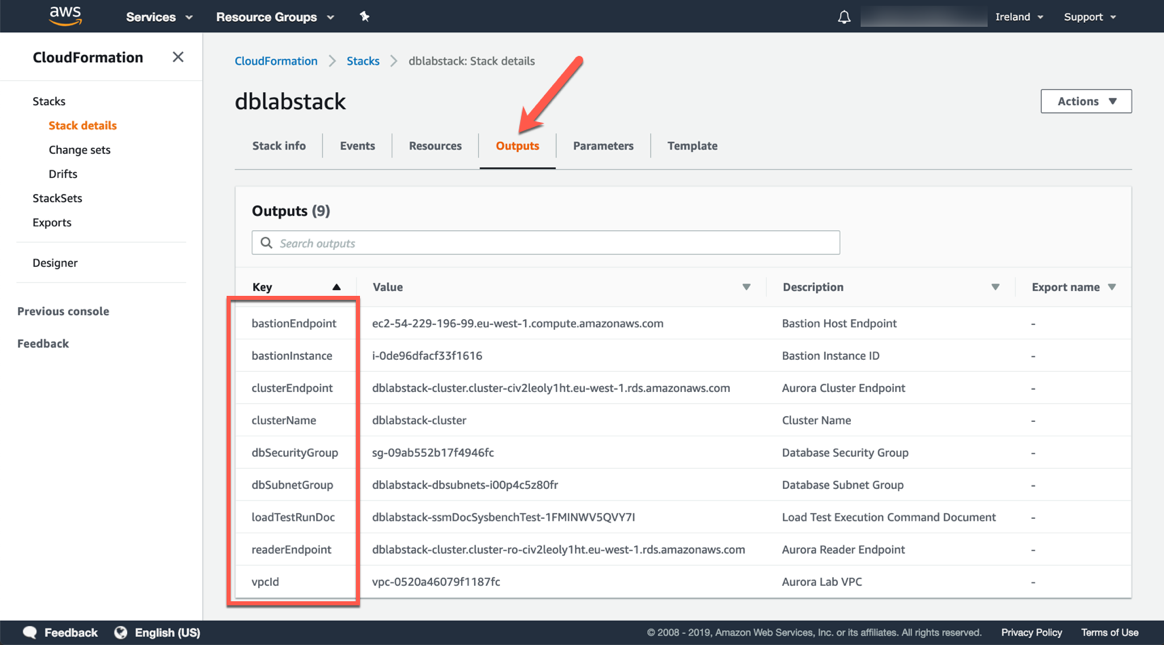 aws Services Resource Groups Ireland Support
CloudFormation
Stacks
Stack details
Change sets
Drifts
StackSets
Exports
Designer
Previous console
Feedback
CloudFormation Stacks dblabstack: Stack details
dblabstack
Actions
Stack info Events Resources Outputs Parameters Template
Outputs (9)
Search outputs
Key Value Description Export name
bastionEndpoint ec2-54-229-196-99.eu-west-1.compute.amazonaws.com Bastion Host Endpoint -
bastionInstance i-0de96dfacf33f1616 Bastion Instance ID -
clusterEndpoint dblabstack-cluster.cluster-civ2leoly1ht.eu-west-1.rds.amazonaws.com Aurora Cluster Endpoint -
clusterName dblabstack-cluster Cluster Name -
dbSecurityGroup sg-09ab552b17f4946fc Database Security Group -
dbSubnetGroup dblabstack-dbsubnets-i00p4c5z80fr Database Subnet Group -
loadTestRunDoc dblabstack-ssmDocSysbenchTest-1FMINWV5QVY7I Load Test Execution Command Document -
readerEndpoint dblabstack-cluster.cluster-ro-civ2leoly1ht.eu-west-1.rds.amazonaws.com Aurora Reader Endpoint -
vpcId vpc-0520a46079f1187fc Aurora Lab VPC -
Feedback English (US) © 2008 - 2019, Amazon Web Services, Inc. or its affiliates. All rights reserved. Privacy Policy Terms of Use